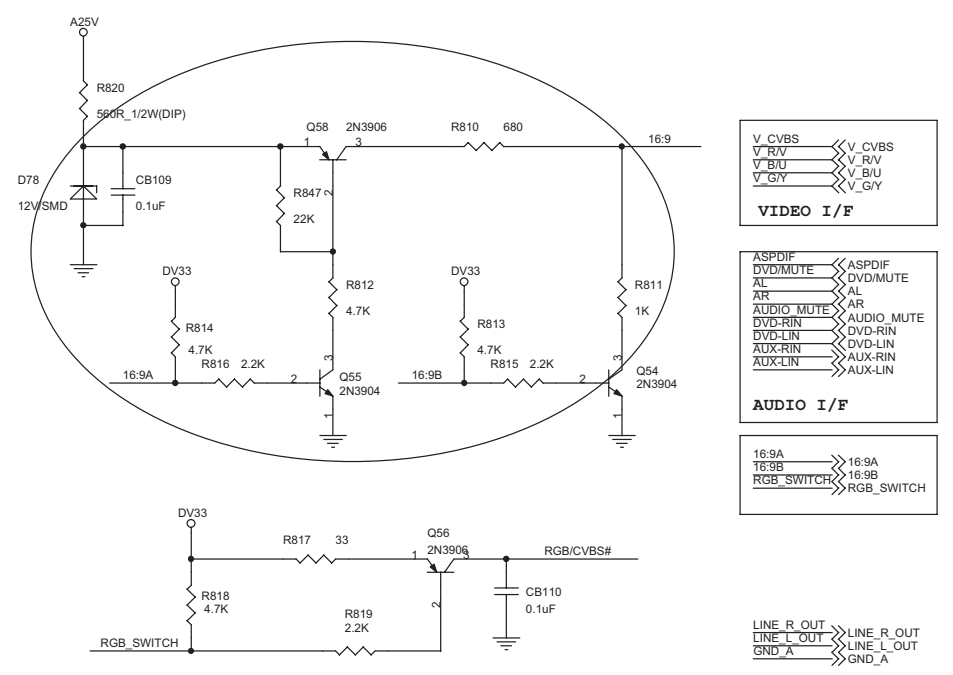 A25V
R820
560R_1/2W(DIP)
Q58 2N3906 R810 680
1 3 16:9
2
D78
12V/SMD
CB109
0.1uF
R847
22K
DV33 DV33
R812
4.7K
R811
1K
R814
4.7K
R813
4.7K
R816 2.2K R815 2.2K
16:9A 2 3 16:9B 2 3
Q55
2N3904
Q54
2N3904
1 1
DV33
R817 33
Q56
2N3906
1 3 RGB/CVBS#
2
R818
4.7K
R819
2.2K
CB110
0.1uF
RGB_SWITCH
V_CVBS V_CVBS
V_R/V V_R/V
V_B/U V_B/U
V_G/Y V_G/Y
VIDEO I/F
ASPDIF ASPDIF
DVD/MUTE DVD/MUTE
AL AL
AR AR
AUDIO_MUTE AUDIO_MUTE
DVD-RIN DVD-RIN
DVD-LIN DVD-LIN
AUX-RIN AUX-RIN
AUX-LIN AUX-LIN
AUDIO I/F
16:9A 16:9A
16:9B 16:9B
RGB_SWITCH RGB_SWITCH
LINE_R_OUT LINE_R_OUT
LINE_L_OUT LINE_L_OUT
GND_A GND_A